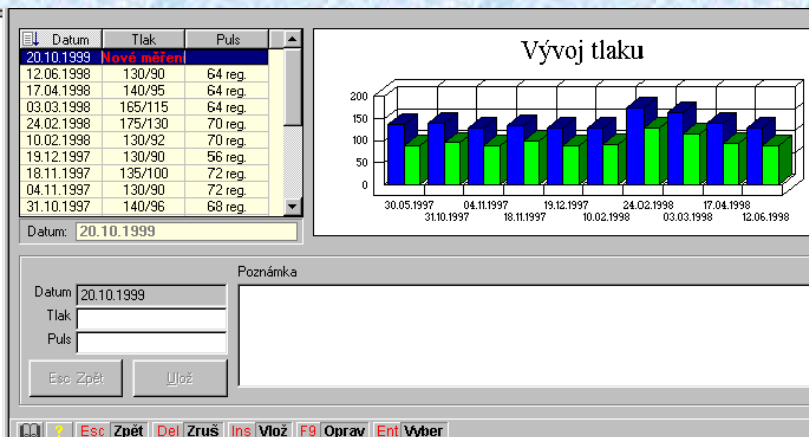 Datum Tlak Puls
20.10.1999 Nové měření
12.06.1998 130/90 64 reg.
17.04.1998 140/95 64 reg.
03.03.1998 165/115 64 reg.
24.02.1998 175/130 70 reg.
10.02.1998 130/92 70 reg.
19.12.1997 130/90 56 reg.
18.11.1997 135/100 72 reg.
04.11.1997 130/90 72 reg.
31.10.1997 140/96 68 reg.
Datum: 20.10.1999
Vývoj tlaku
200
150
100
50
0
30.05.1997 04.11.1997 19.12.1997 24.02.1998 17.04.1998
31.10.1997 18.11.1997 10.02.1998 03.03.1998 12.06.1998
Poznámka
Datum 20.10.1999
Tlak
Puls
Esc Zpět Ulož
? Esc Zpět Del Zruš Ins Vlož F9 Oprav Ent Vyber